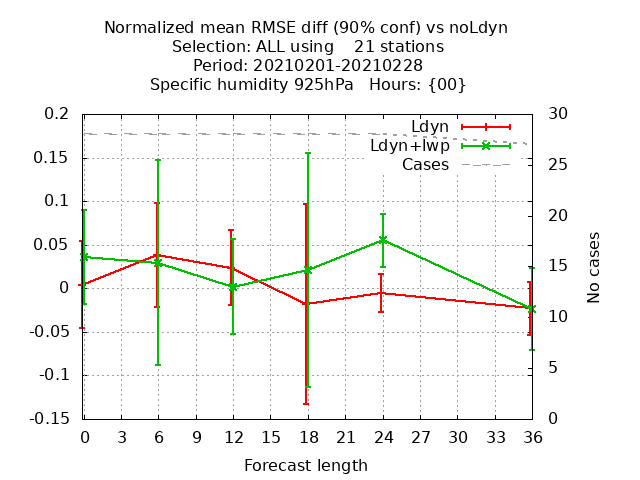 Normalized mean RMSE diff (90% conf) vs noLdyn
Selection: ALL using    21 stations
Period: 20210201-20210228
Specific humidity 925hPa   Hours: {00}
0.2
0.15
0.1
0.05
0
-0.05
-0.1
-0.15
Ldyn
Ldyn+lwp
Cases
30
25
20
15
10
5
0
No cases
0 3 6 9 12 15 18 21 24 27 30 33 36
Forecast length